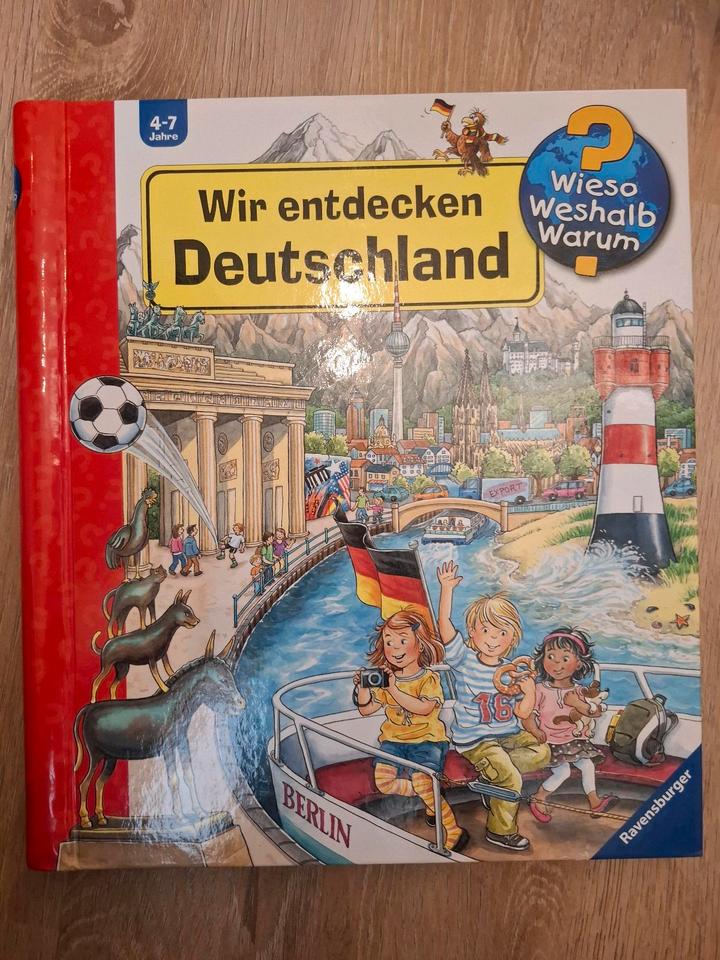 4-7
Jahre
Wir entdecken
Deutschland
Wieso
Weshalb
Warum
?
EXPORT
16
BERLIN
Ravensburger